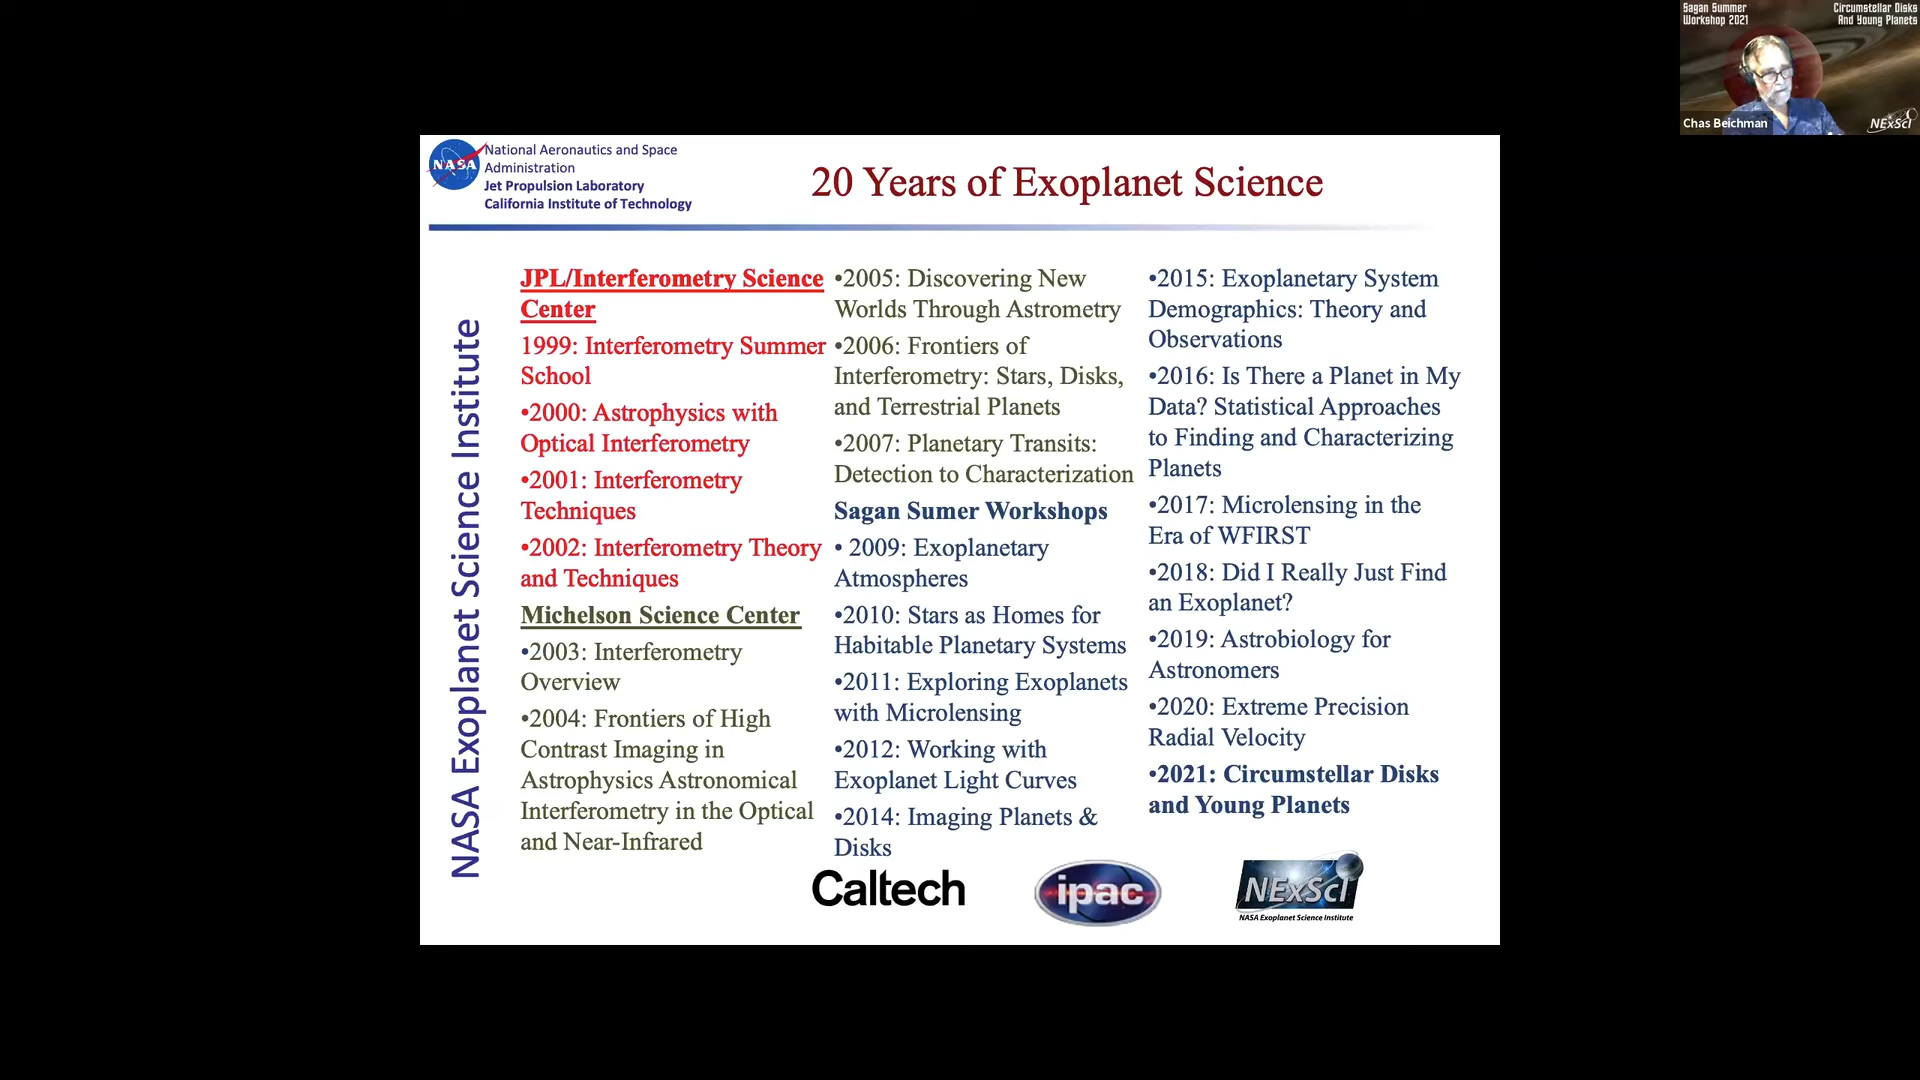 Sagan Summer
Workshop 2021
Circumstellar Disks
And Young Planets
Chas Beichman
NExScI
NASA
National Aeronautics and Space
Administration
Jet Propulsion Laboratory
California Institute of Technology
20 Years of Exoplanet Science
NASA Exoplanet Science Institute
JPL/Interferometry Science
Center
1999: Interferometry Summer
School
•2000: Astrophysics with
Optical Interferometry
•2001: Interferometry
Techniques
•2002: Interferometry Theory
and Techniques
Michelson Science Center
•2003: Interferometry
Overview
•2004: Frontiers of High
Contrast Imaging in
Astrophysics Astronomical
Interferometry in the Optical
and Near-Infrared
•2005: Discovering New
Worlds Through Astrometry
•2006: Frontiers of
Interferometry: Stars, Disks,
and Terrestrial Planets
•2007: Planetary Transits:
Detection to Characterization
Sagan Sumer Workshops
• 2009: Exoplanetary
Atmospheres
•2010: Stars as Homes for
Habitable Planetary Systems
•2011: Exploring Exoplanets
with Microlensing
•2012: Working with
Exoplanet Light Curves
•2014: Imaging Planets &
Disks
•2015: Exoplanetary System
Demographics: Theory and
Observations
•2016: Is There a Planet in My
Data? Statistical Approaches
to Finding and Characterizing
Planets
•2017: Microlensing in the
Era of WFIRST
•2018: Did I Really Just Find
an Exoplanet?
•2019: Astrobiology for
Astronomers
•2020: Extreme Precision
Radial Velocity
•2021: Circumstellar Disks
and Young Planets
Caltech
ipac
NExScI
NASA Exoplanet Science Institute